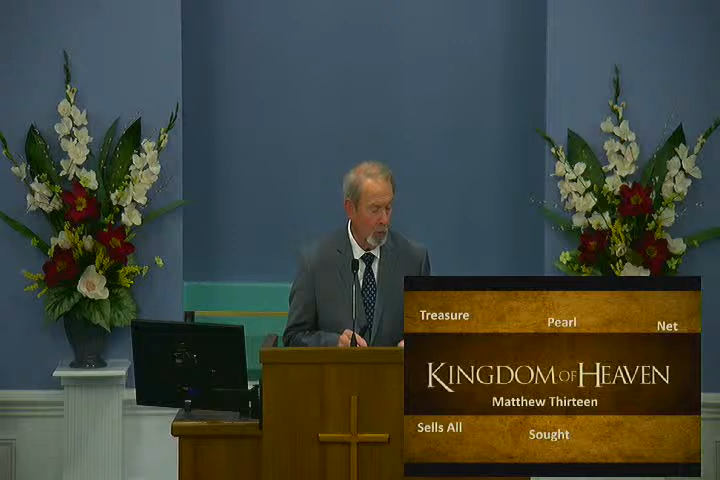 Treasure Pearl Net
KINGDOM OF HEAVEN
Matthew Thirteen
Sells All Sought